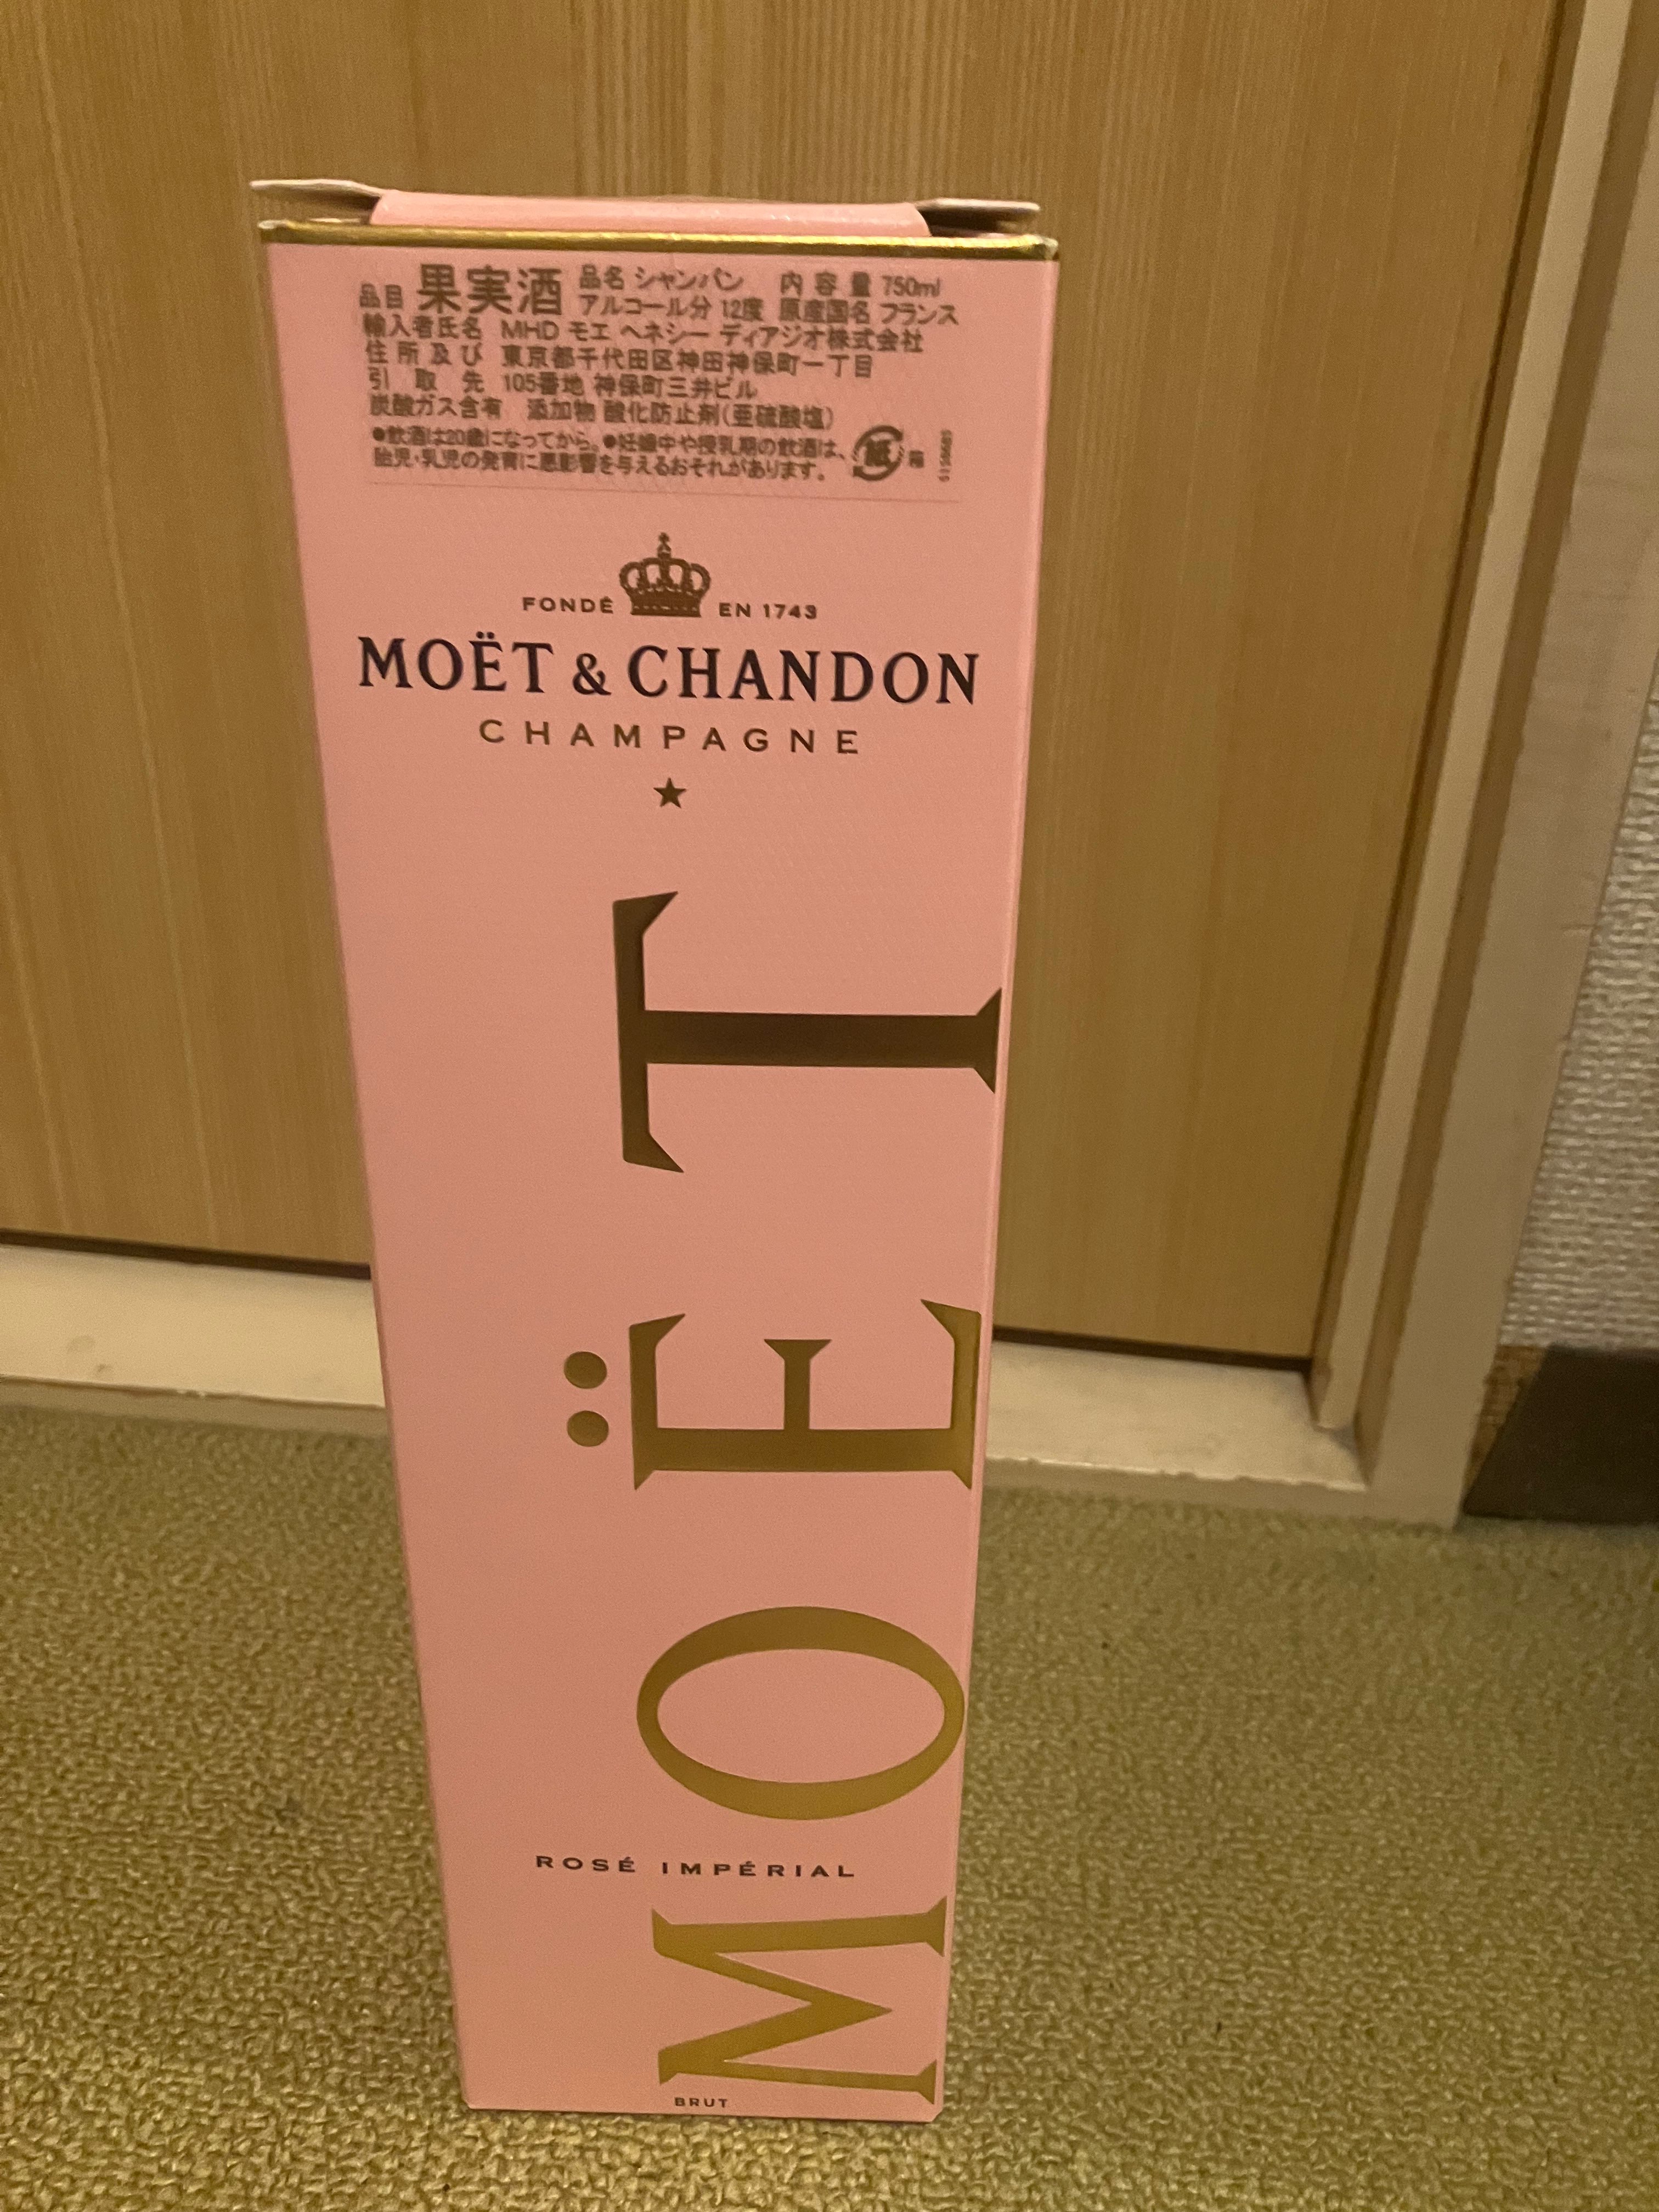 品目 果実酒 品名 シャンパン 内容量 750ml
アルコール分 12度 原産国名 フランス
輸入者氏名 MHD モエ ヘネシー ディアジオ株式会社
住所及び 東京都千代田区神田神保町一丁目
引取先 105番地 神保町三井ビル
炭酸ガス含有 添加物 酸化防止剤(亜硫酸塩)
●飲酒は20歳になってから。●妊娠中や授乳期の飲酒は、
胎児・乳児の発育に悪影響を与えるおそれがあります。
紙 箱
FONDÉ EN 1743
MOËT & CHANDON
CHAMPAGNE
MOËT
ROSÉ IMPÉRIAL
BRUT